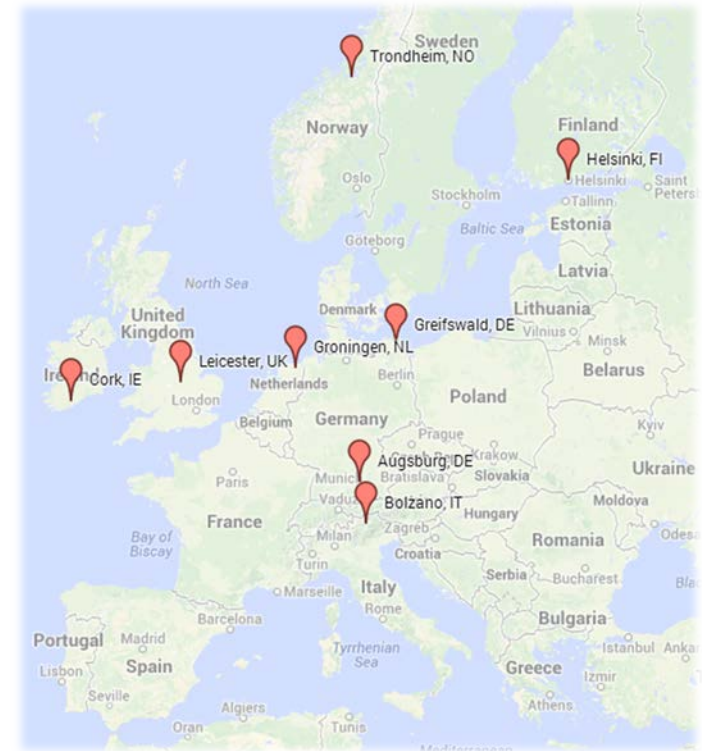 Sweden
Trondheim, NO
Norway
Finland
Helsinki, FI
Oslo
Helsinki
Saint
Peters
Stockholm
Tallinn
Estonia
Baltic Sea
Göteborg
Latvia
North Sea
Denmark
Lithuania
United
Kingdom
Greifswald, DE
Vilnius
Minsk
Groningen, NL
Leicester, UK
Belarus
Ireland
Cork, IE
Netherlands
Berlin
London
Poland
Belgium
Germany
Kyiv
Prague
Krakow
Augsburg, DE
Ukraine
Paris
Munic
Bratislava
Slovakia
Vaduz
Bolzano, IT
Moldova
France
Hungary
Zagreb
Milan
Romania
Odes
Bay of
Biscay
Croatia
Turin
Serbia
Bucharest
Marseille
Italy
Barcelona
Rome
Bulgaria
Portugal
Madrid
Tyrrhenian
Sea
Istanbul
Ankar
Lisbon
Spain
Greece
Izmir
Seville
Athens
Algiers
Oran
Tunis